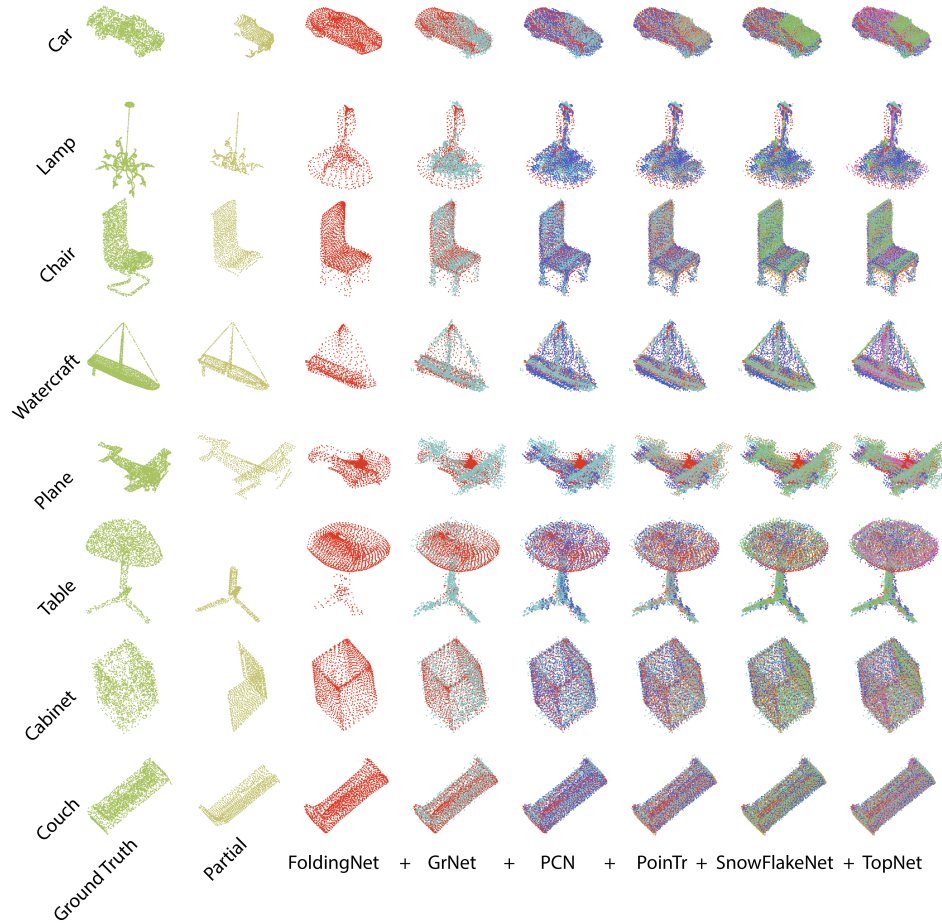 Car
Lamp
Chair
Watercraft
Plane
Table
Cabinet
Couch
Ground Truth
Partial
FoldingNet + GrNet + PCN + PoinTr + SnowFlakeNet + TopNet